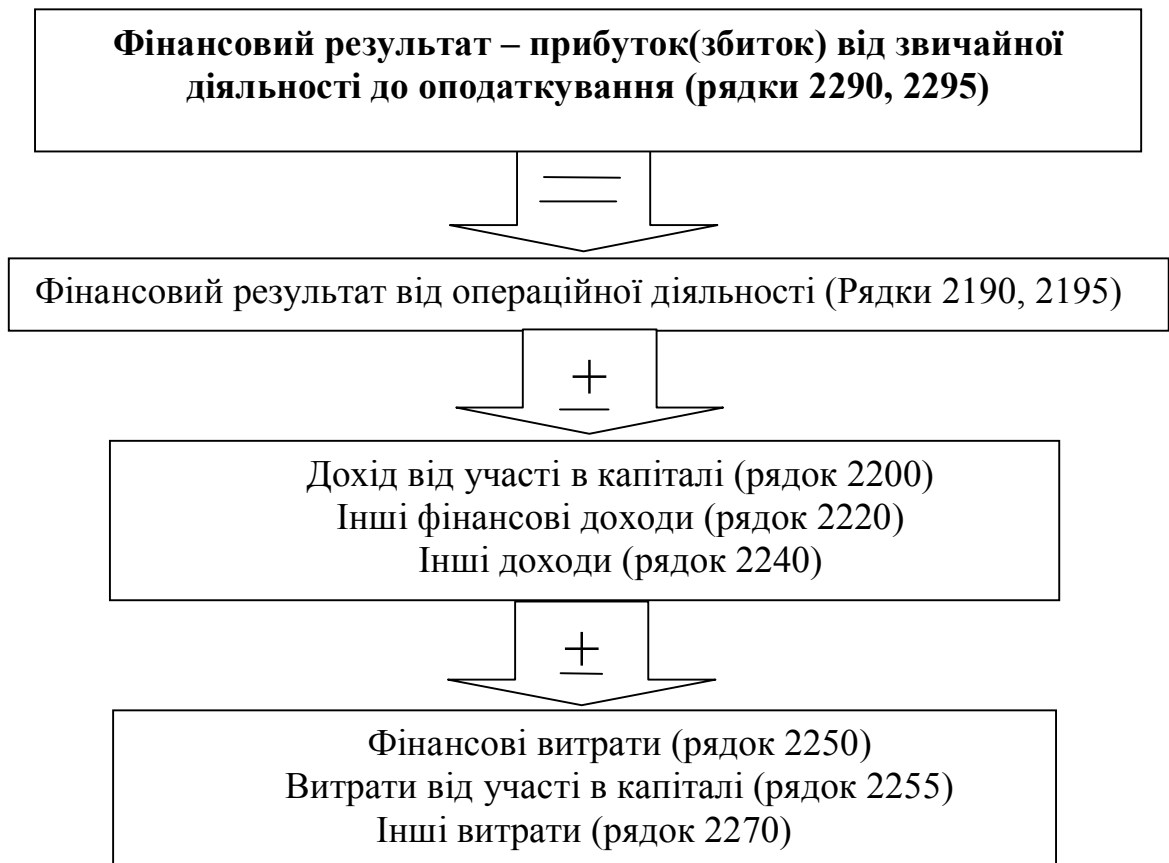 Фінансовий результат – прибуток(збиток) від звичайної
діяльності до оподаткування (рядки 2290, 2295)
=
Фінансовий результат від операційної діяльності (Рядки 2190, 2195)
±
Дохід від участі в капіталі (рядок 2200)
Інші фінансові доходи (рядок 2220)
Інші доходи (рядок 2240)
±
Фінансові витрати (рядок 2250)
Витрати від участі в капіталі (рядок 2255)
Інші витрати (рядок 2270)